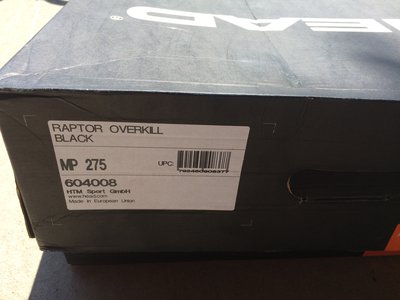 HEAD
RAPTOR OVERKILL
BLACK
MP 275
UPC:
604008
HTM Sport GmbH
www.head.com
Made in European Union